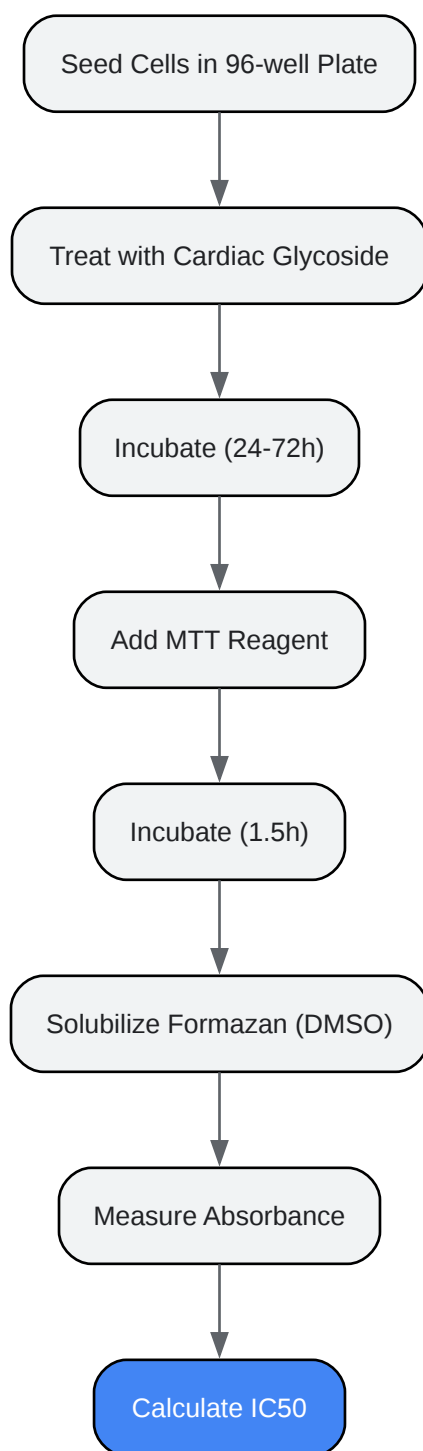 Seed Cells in 96-well Plate
Treat with Cardiac Glycoside
Incubate (24-72h)
Add MTT Reagent
Incubate (1.5h)
Solubilize Formazan (DMSO)
Measure Absorbance
Calculate IC50